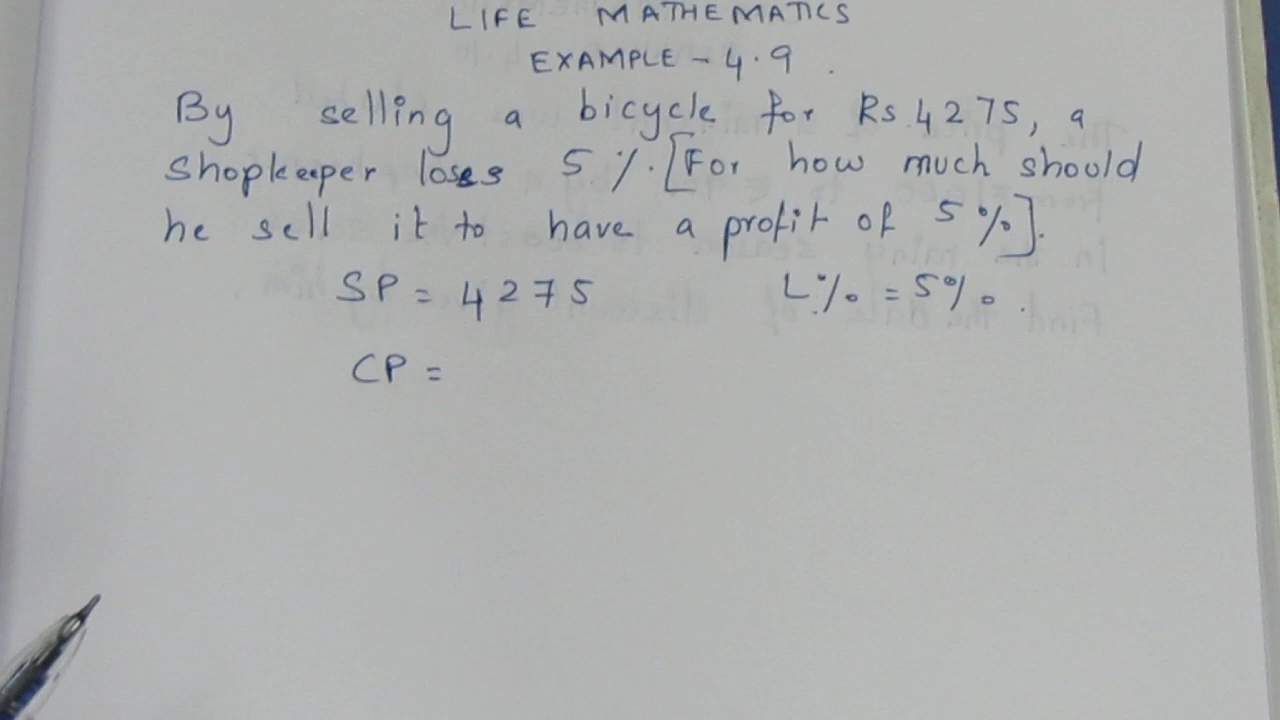 LIFE MATHEMATICS
EXAMPLE - 4.9.
By selling a bicycle for Rs.4275, a
shopkeeper loses 5%. [For how much should
he sell it to have a profit of 5%].
SP = 4275 L% = 5%.
CP =